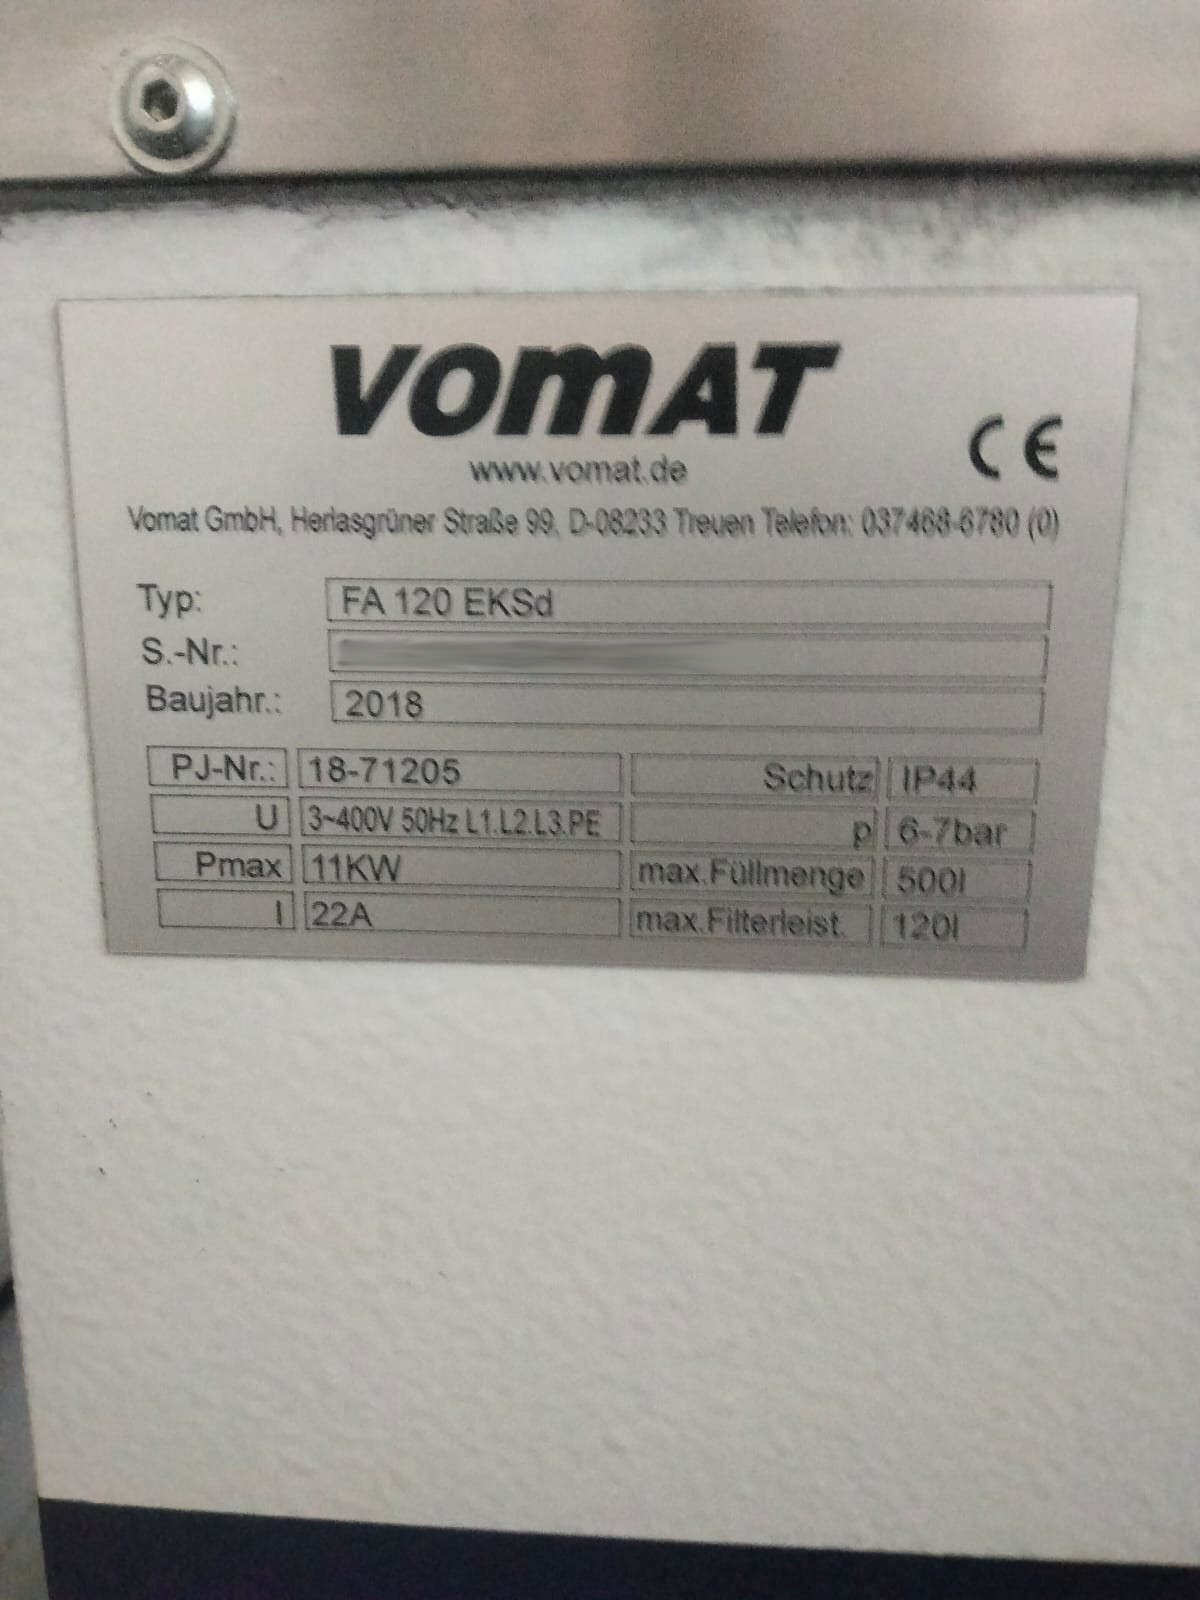 VOMAT
CE
www.vomat.de
Vomat GmbH, Herlasgrüner Straße 99, D-08233 Treuen Telefon: 037468-6780 (0)
Typ: FA 120 EKSd
S.-Nr.:
Baujahr.: 2018
PJ-Nr.: 18-71205 Schutz IP44
U 3~400V 50Hz L1.L2.L3.PE p 6-7bar
Pmax 11KW max.Füllmenge 500l
I 22A max.Filterleist. 120l